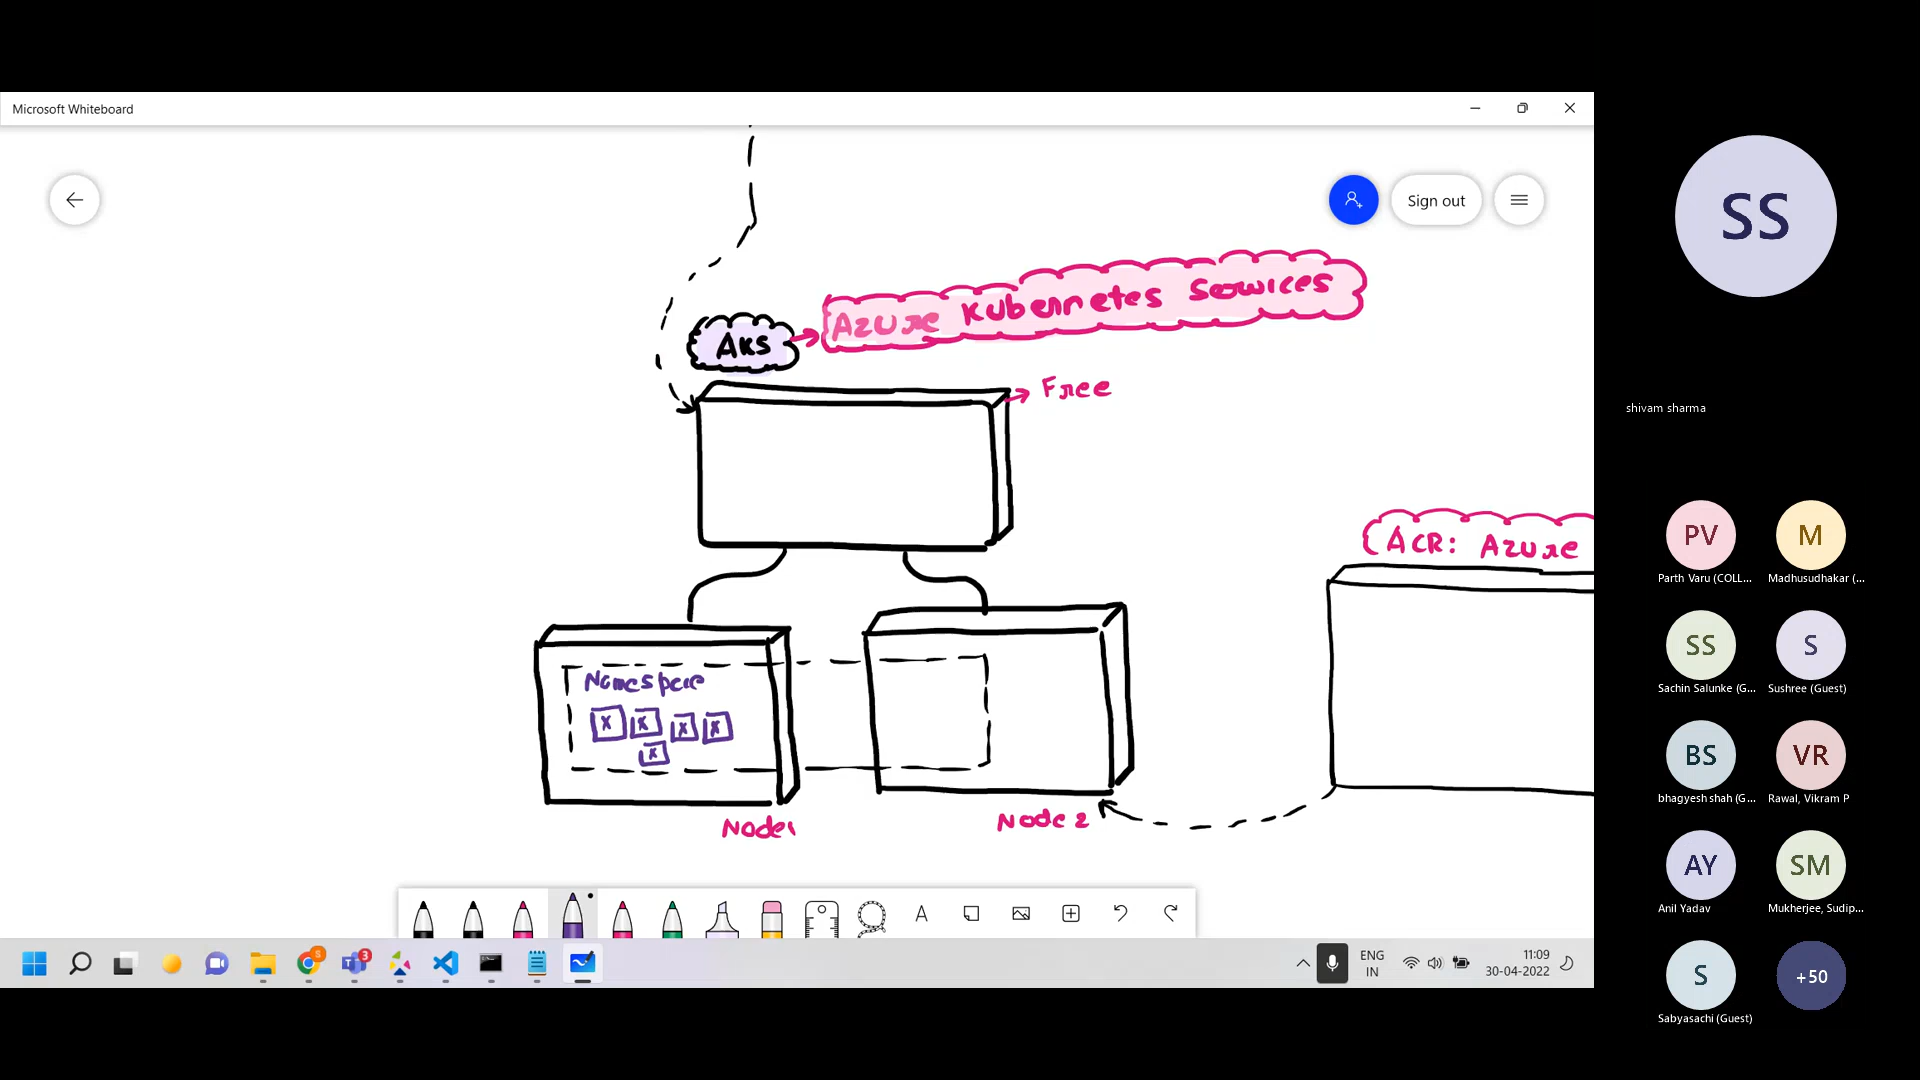 Microsoft Whiteboard
Sign out
AKS
Azure Kubernetes Services
Free
ACR: Azure
Namespace
X X X X
X
Node1
Node 2
A
ENG
IN
11:09
30-04-2022
S
3
SS
shivam sharma
PV
M
Parth Varu (COLL...
Madhusudhakar (...
SS
S
Sachin Salunke (G...
Sushree (Guest)
BS
VR
bhagyesh shah (G...
Rawal, Vikram P
AY
SM
Anil Yadav
Mukherjee, Sudip...
S
+50
Sabyasachi (Guest)